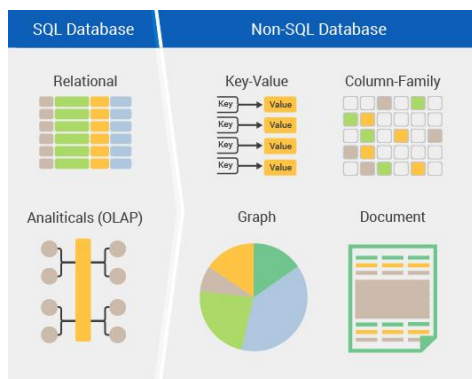 SQL Database
Non-SQL Database
Relational
Key-Value
Column-Family
Key Value
Key Value
Key Value
Key Value
Analiticals (OLAP)
Graph
Document